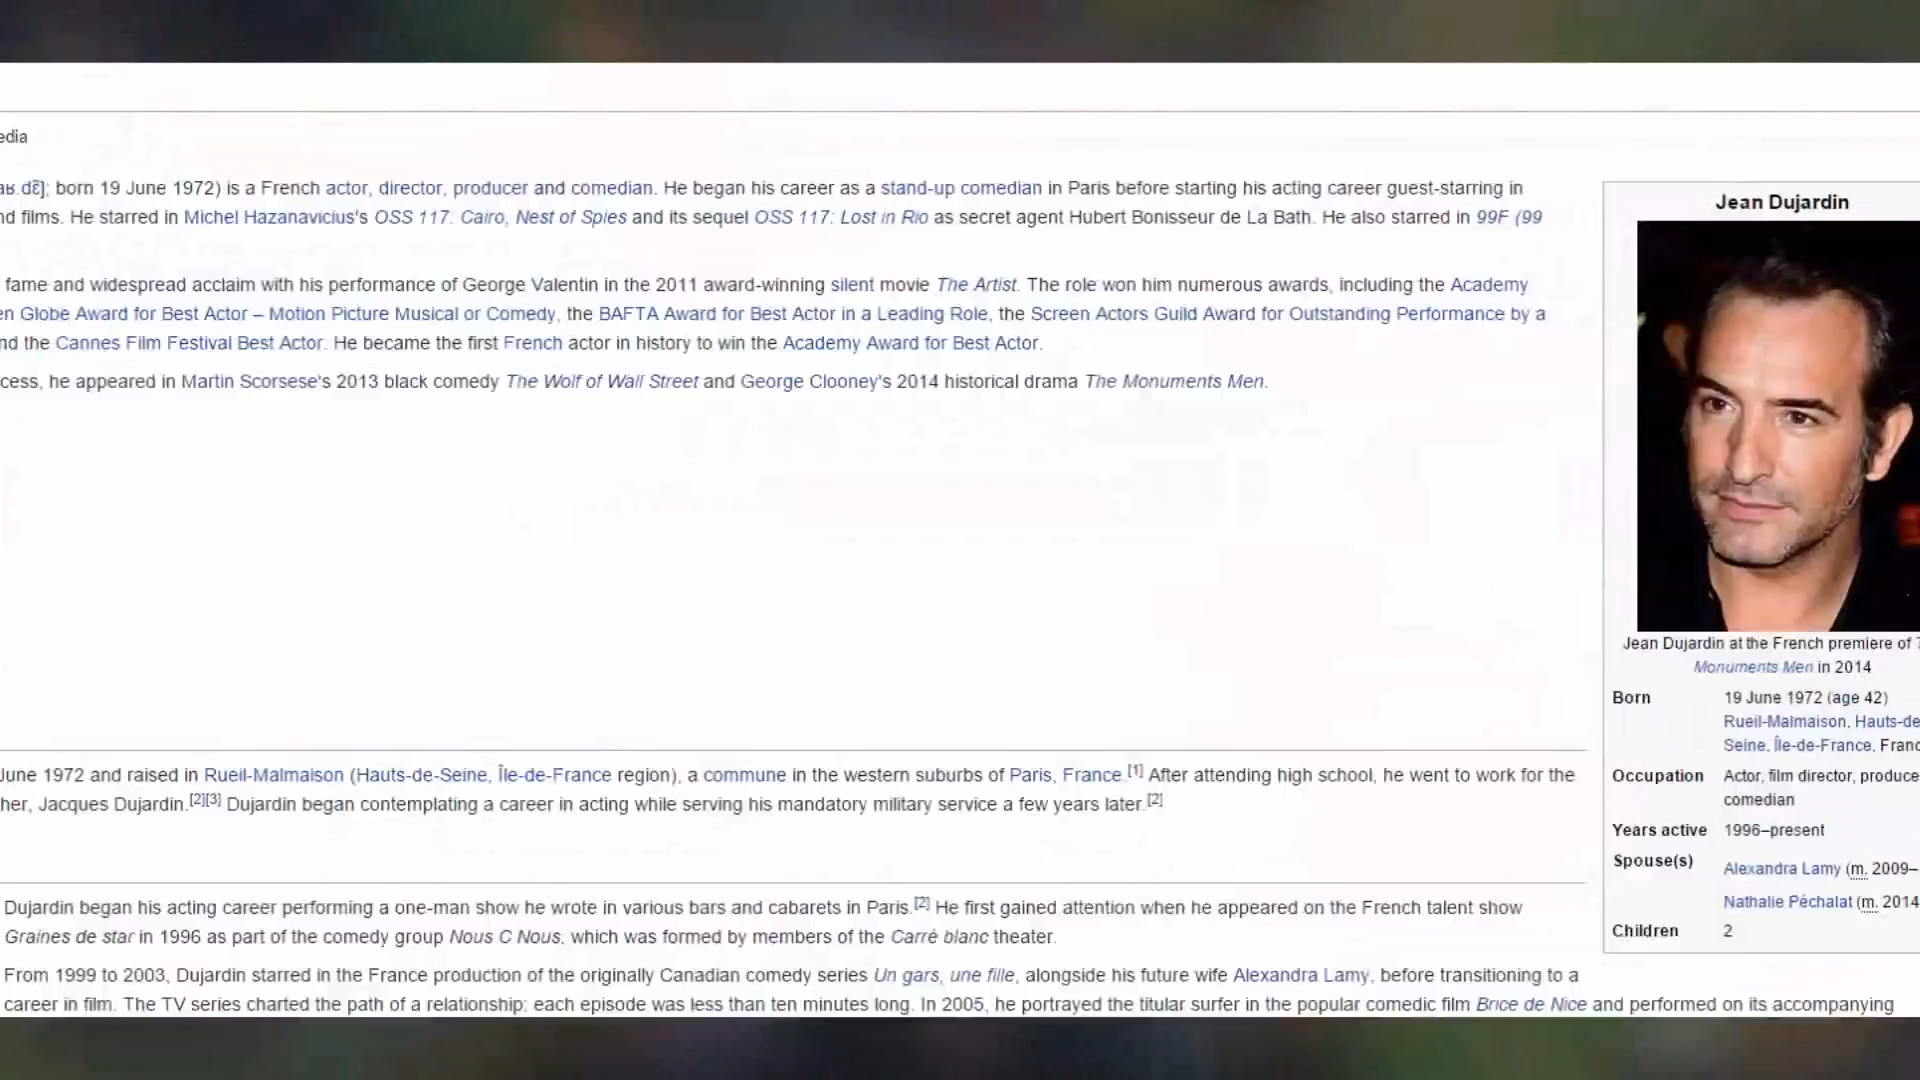 edia
aʁ.dɛ̃]; born 19 June 1972) is a French actor, director, producer and comedian. He began his career as a stand-up comedian in Paris before starting his acting career guest-starring in
nd films. He starred in Michel Hazanavicius's OSS 117: Cairo, Nest of Spies and its sequel OSS 117: Lost in Rio as secret agent Hubert Bonisseur de La Bath. He also starred in 99F (99
fame and widespread acclaim with his performance of George Valentin in the 2011 award-winning silent movie The Artist. The role won him numerous awards, including the Academy
en Globe Award for Best Actor – Motion Picture Musical or Comedy, the BAFTA Award for Best Actor in a Leading Role, the Screen Actors Guild Award for Outstanding Performance by a
nd the Cannes Film Festival Best Actor. He became the first French actor in history to win the Academy Award for Best Actor.
cess, he appeared in Martin Scorsese's 2013 black comedy The Wolf of Wall Street and George Clooney's 2014 historical drama The Monuments Men.
June 1972 and raised in Rueil-Malmaison (Hauts-de-Seine, Île-de-France region), a commune in the western suburbs of Paris, France.[1] After attending high school, he went to work for the
her, Jacques Dujardin.[2][3] Dujardin began contemplating a career in acting while serving his mandatory military service a few years later.[2]
Dujardin began his acting career performing a one-man show he wrote in various bars and cabarets in Paris.[2] He first gained attention when he appeared on the French talent show
Graines de star in 1996 as part of the comedy group Nous C Nous, which was formed by members of the Carré blanc theater.
From 1999 to 2003, Dujardin starred in the France production of the originally Canadian comedy series Un gars, une fille, alongside his future wife Alexandra Lamy, before transitioning to a
career in film. The TV series charted the path of a relationship; each episode was less than ten minutes long. In 2005, he portrayed the titular surfer in the popular comedic film Brice de Nice and performed on its accompanying
Jean Dujardin
Jean Dujardin at the French premiere of
Monuments Men in 2014
Born 19 June 1972 (age 42)
Rueil-Malmaison, Hauts-de
Seine, Île-de-France, Franc
Occupation Actor, film director, produce
comedian
Years active 1996–present
Spouse(s) Alexandra Lamy (m. 2009–
Nathalie Péchalat (m. 2014
Children 2